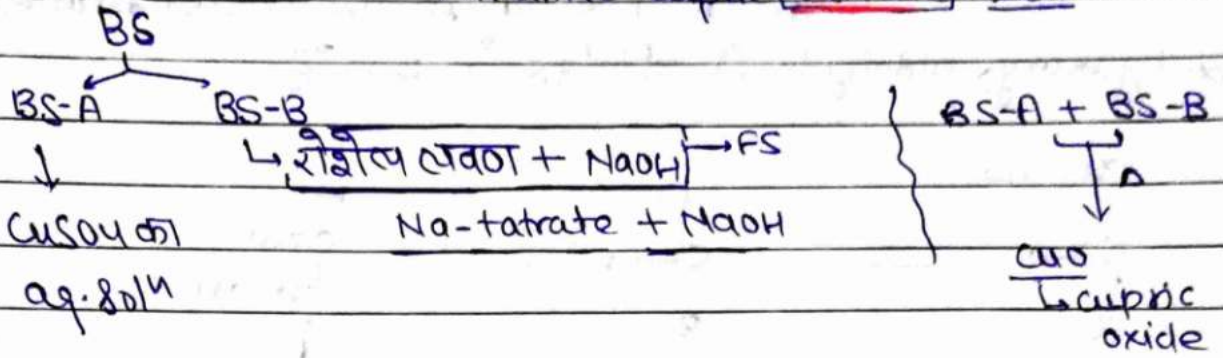 BS
BS-A BS-B BS-A + BS-B
↳ रोशेल्प लवण + NaOH → FS
↓ Δ
CuSO4 का Na-tatrate + NaOH
aq. solⁿ CuO
↳ cupric
oxide